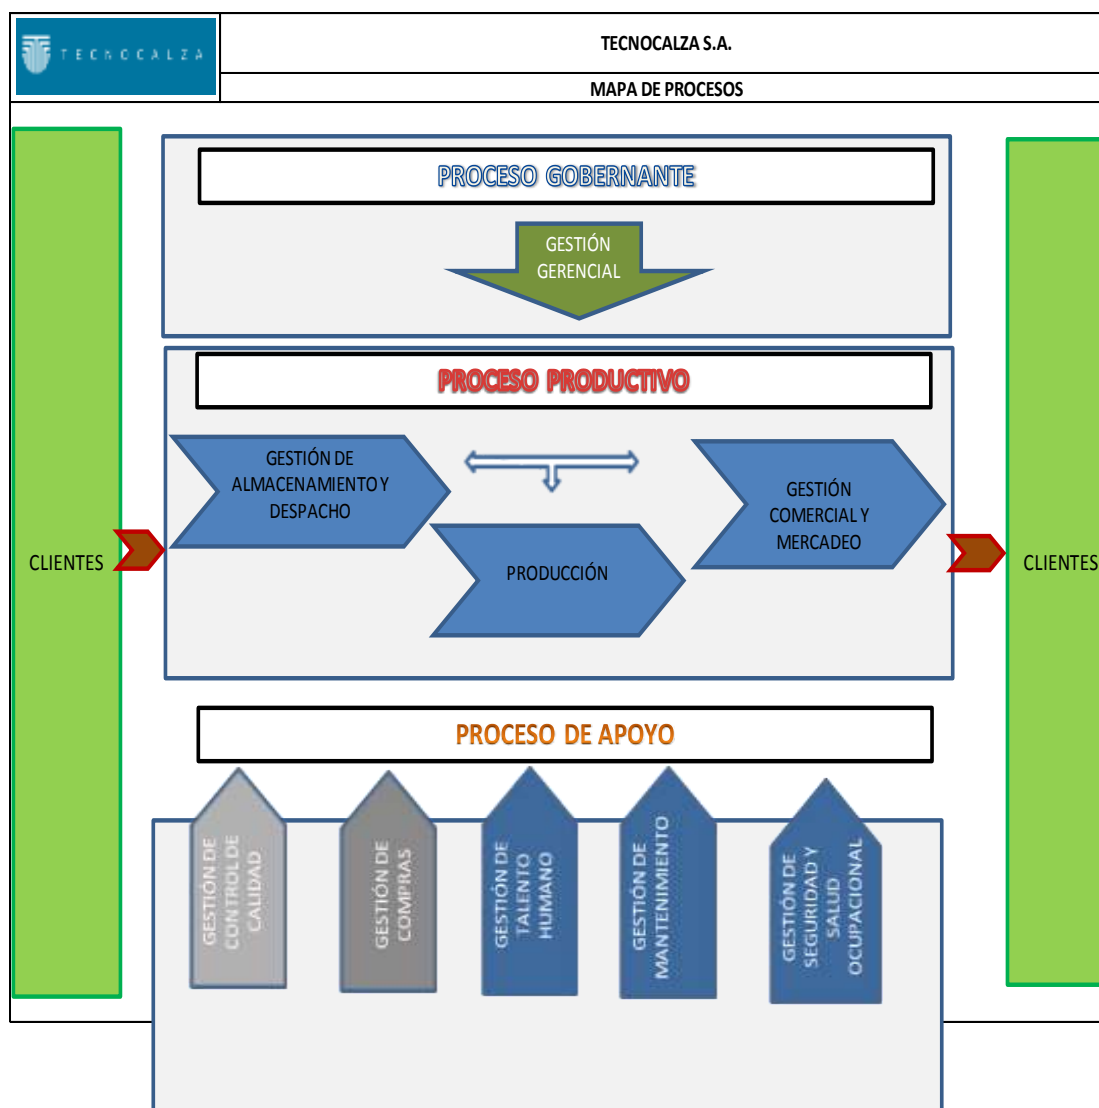 TECNOCALZA
TECNOCALZA S.A.
MAPA DE PROCESOS
PROCESO GOBERNANTE
GESTIÓN
GERENCIAL
PROCESO PRODUCTIVO
GESTIÓN DE
ALMACENAMIENTO Y
DESPACHO
PRODUCCIÓN
GESTIÓN
COMERCIAL Y
MERCADEO
CLIENTES
CLIENTES
PROCESO DE APOYO
GESTIÓN DE
CONTROL DE
CALIDAD
GESTIÓN DE
COMPRAS
GESTIÓN DE
TALENTO
HUMANO
GESTIÓN DE
MANTENIMIENTO
GESTIÓN DE
SEGURIDAD Y
SALUD
OCUPACIONAL